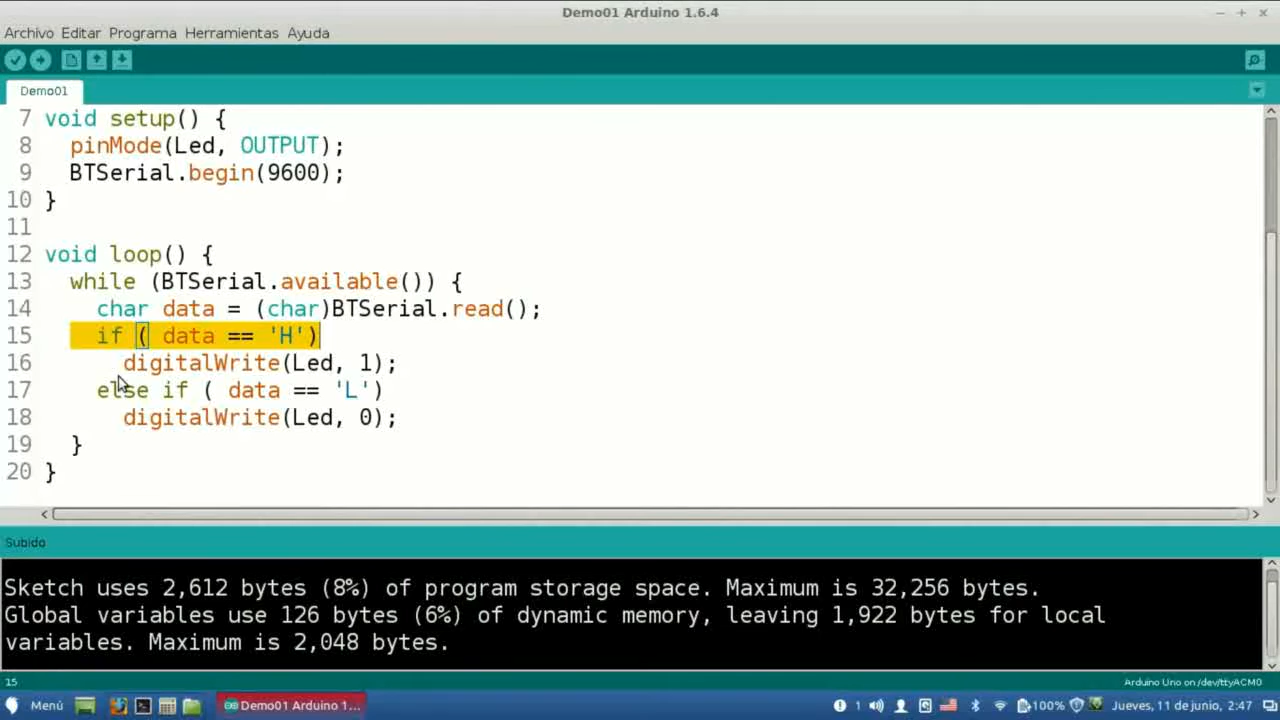 Demo01 Arduino 1.6.4
Archivo Editar Programa Herramientas Ayuda
Demo01
7 void setup() {
8 pinMode(Led, OUTPUT);
9 BTSerial.begin(9600);
10 }
11
12 void loop() {
13 while (BTSerial.available()) {
14 char data = (char)BTSerial.read();
15 if ( data == 'H')
16 digitalWrite(Led, 1);
17 else if ( data == 'L')
18 digitalWrite(Led, 0);
19 }
20 }
Subido
Sketch uses 2,612 bytes (8%) of program storage space. Maximum is 32,256 bytes.
Global variables use 126 bytes (6%) of dynamic memory, leaving 1,922 bytes for local
variables. Maximum is 2,048 bytes.
15 Arduino Uno on /dev/ttyACM0
Menú Demo01 Arduino 1... 1 100% Jueves, 11 de junio, 2:47